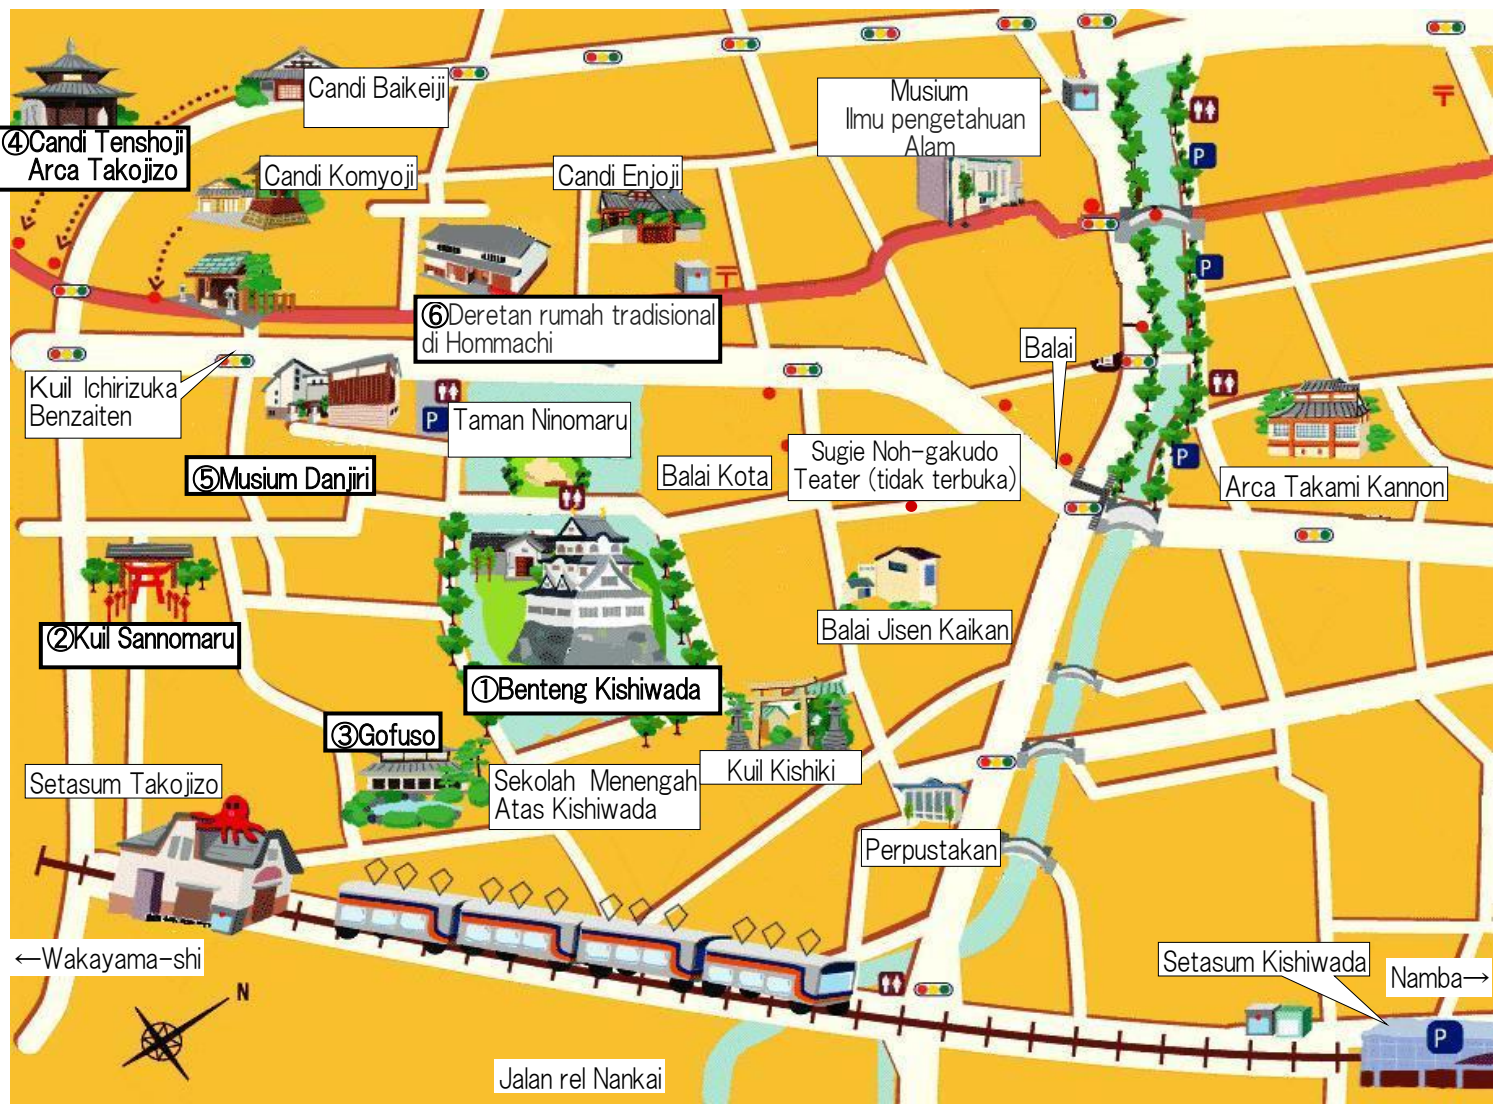 Candi Baikeiji
Musium
Ilmu pengetahuan
Alam
④Candi Tenshoji
Arca Takojizo
Candi Komyoji
Candi Enjoji
⑥Deretan rumah tradisional
di Hommachi
Balai
Kuil Ichirizuka
Benzaiten
P
P
P
P
Taman Ninomaru
⑤Musium Danjiri
Balai Kota
Sugie Noh-gakudo
Teater (tidak terbuka)
Arca Takami Kannon
②Kuil Sannomaru
Balai Jisen Kaikan
①Benteng Kishiwada
③Gofuso
Setasum Takojizo
Sekolah Menengah
Atas Kishiwada
Kuil Kishiki
Perpustakan
←Wakayama-shi
Setasum Kishiwada
Namba→
N
P
Jalan rel Nankai